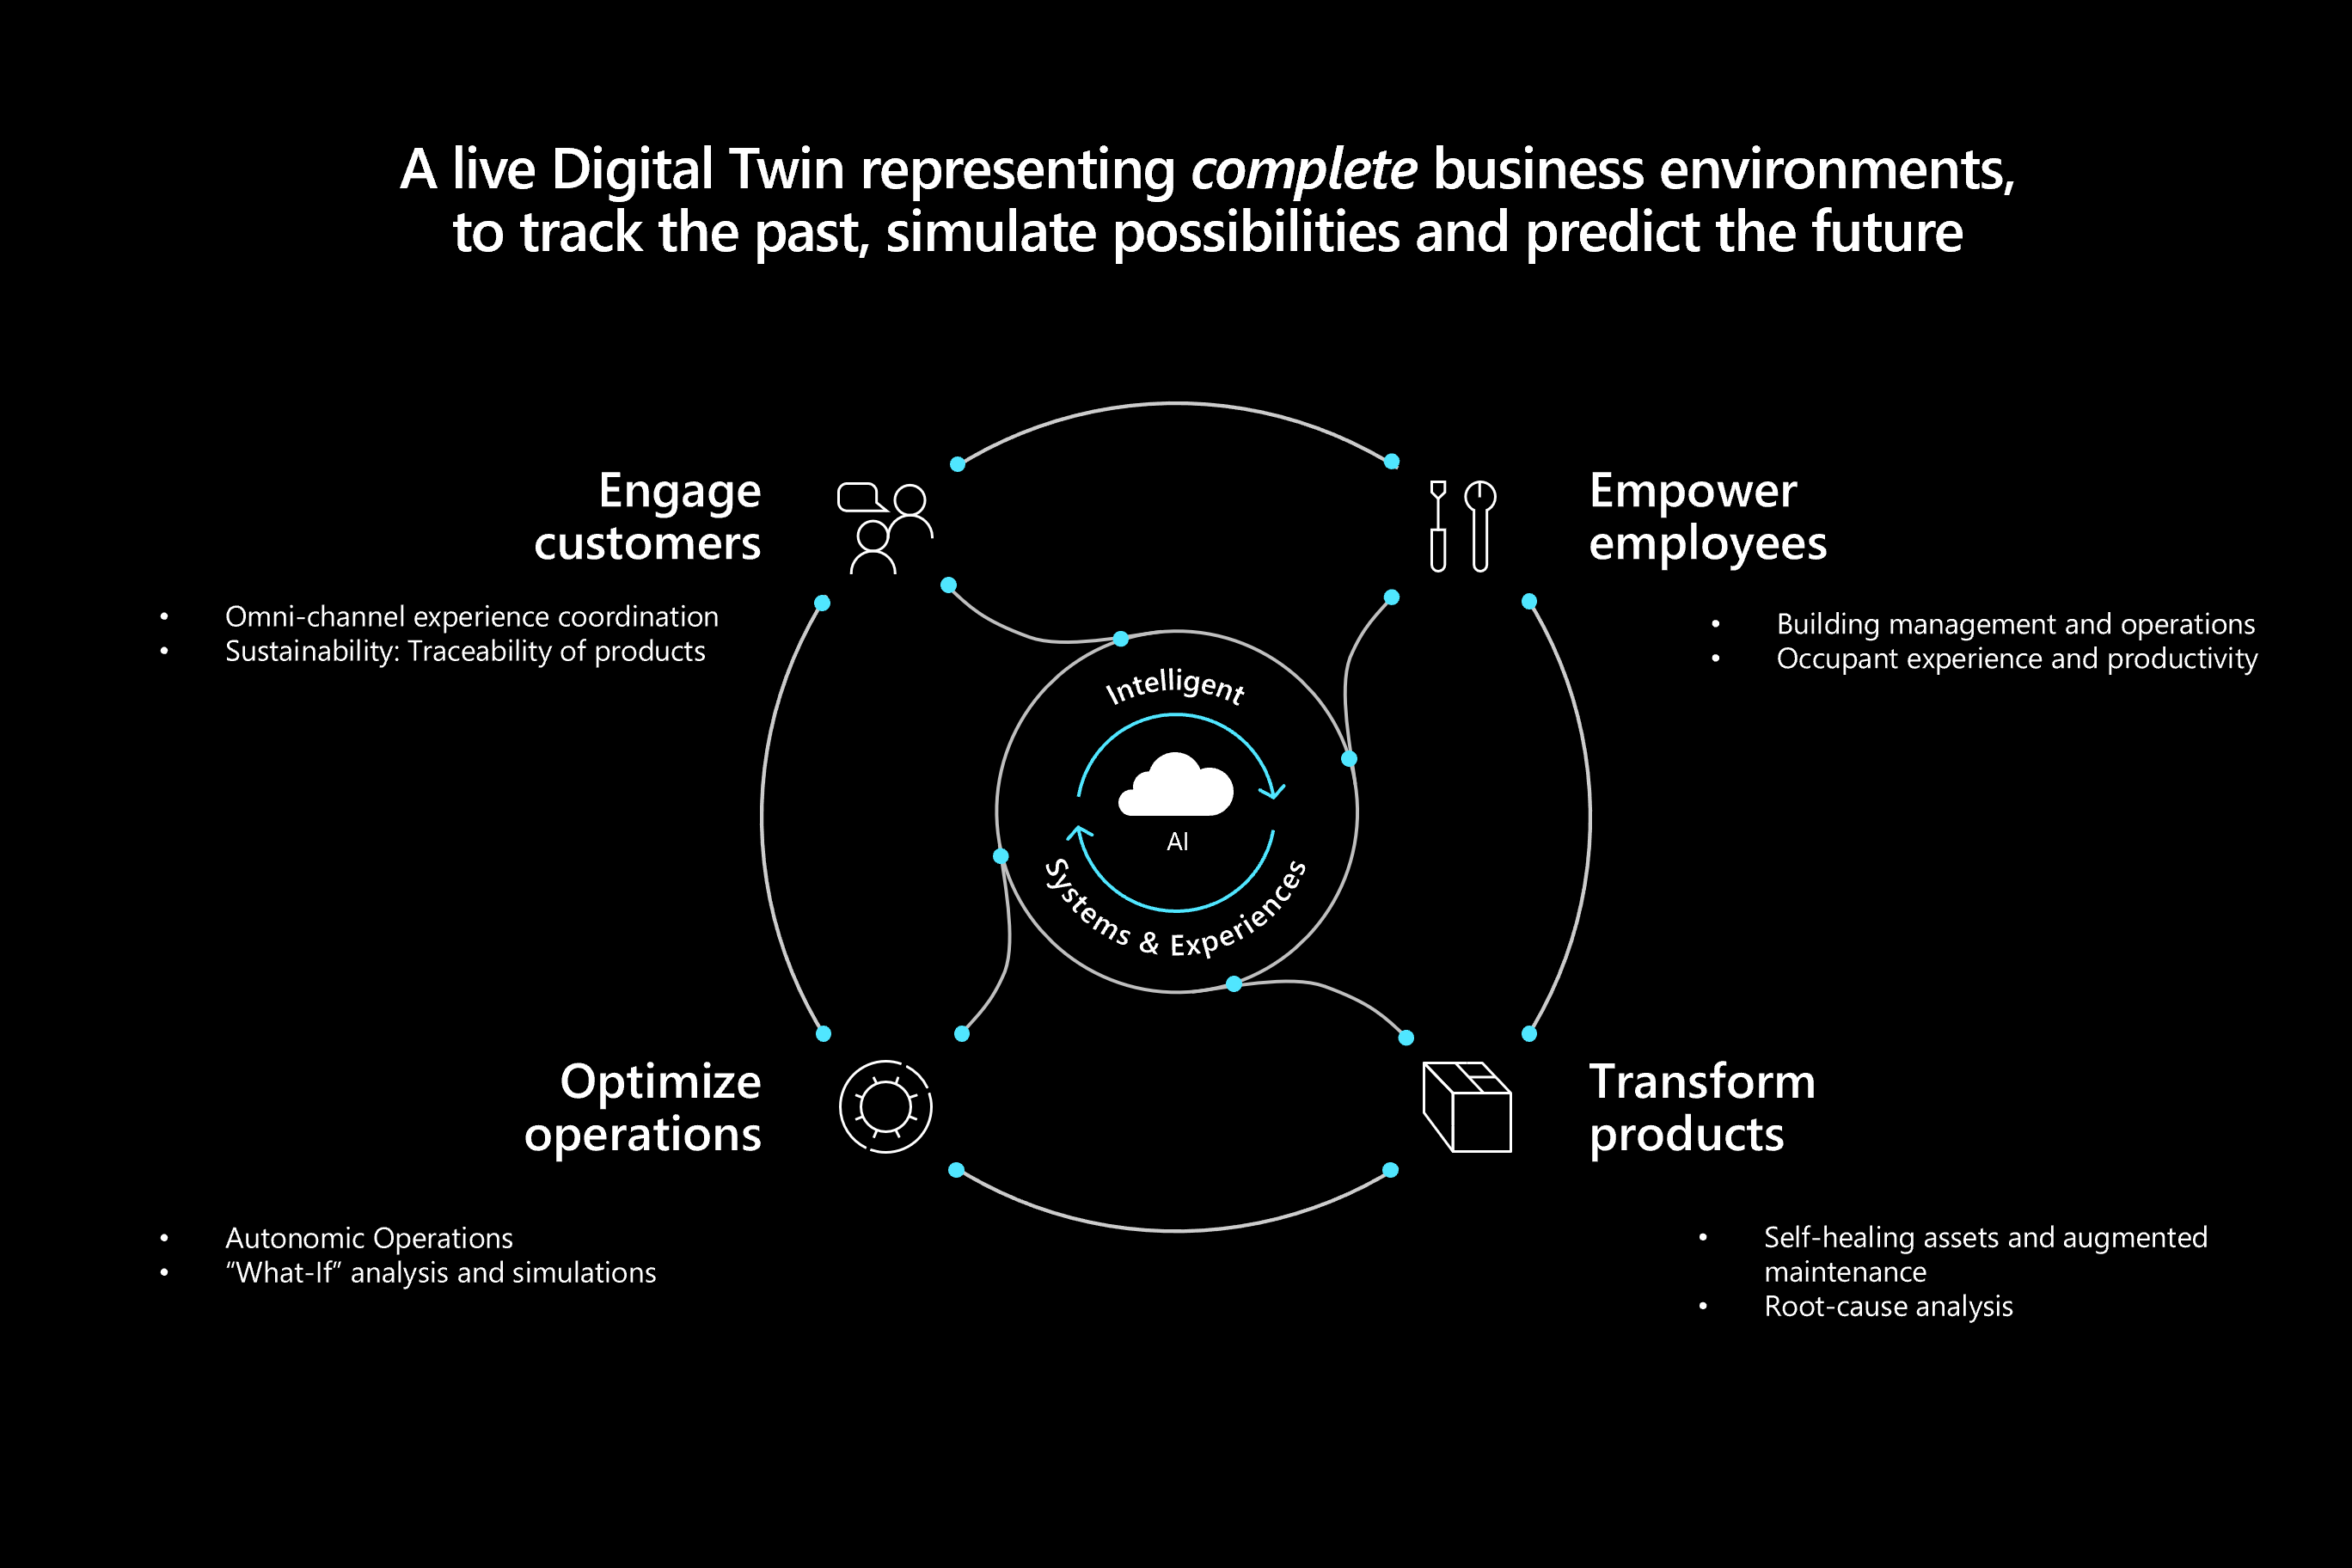 A live Digital Twin representing complete business environments,
to track the past, simulate possibilities and predict the future
Engage
customers
• Omni-channel experience coordination
• Sustainability: Traceability of products
Empower
employees
• Building management and operations
• Occupant experience and productivity
Intelligent
AI
Systems & Experiences
Optimize
operations
• Autonomic Operations
• “What-If” analysis and simulations
Transform
products
• Self-healing assets and augmented
maintenance
• Root-cause analysis